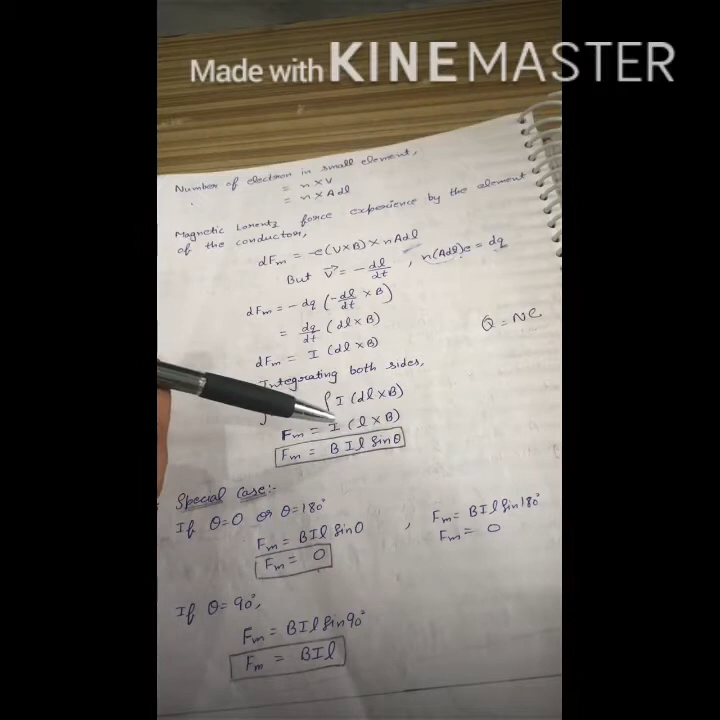 Made with KINEMASTER
Number of electron in small element,
= n × V
= n × Adl
Magnetic Lorentz force experience by the element
of the conductor,
dFm = -e (V×B) × nAdl
But V⃗ = - dl/dt , n(Adl)e = dq
dFm = - dq (-dl/dt × B)
= dq/dt (dl×B)
Q = Ne
dFm = I (dl×B)
Integrating both sides,
∫ I (dl×B)
Fm = I (l×B)
Fm = BIl sinθ
Special Case:-
If θ=0 or θ=180°
Fm = BIl sin0 , Fm = BIl sin180°
Fm = 0 Fm = 0
If θ= 90°,
Fm = BIl sin90°
Fm = BIl